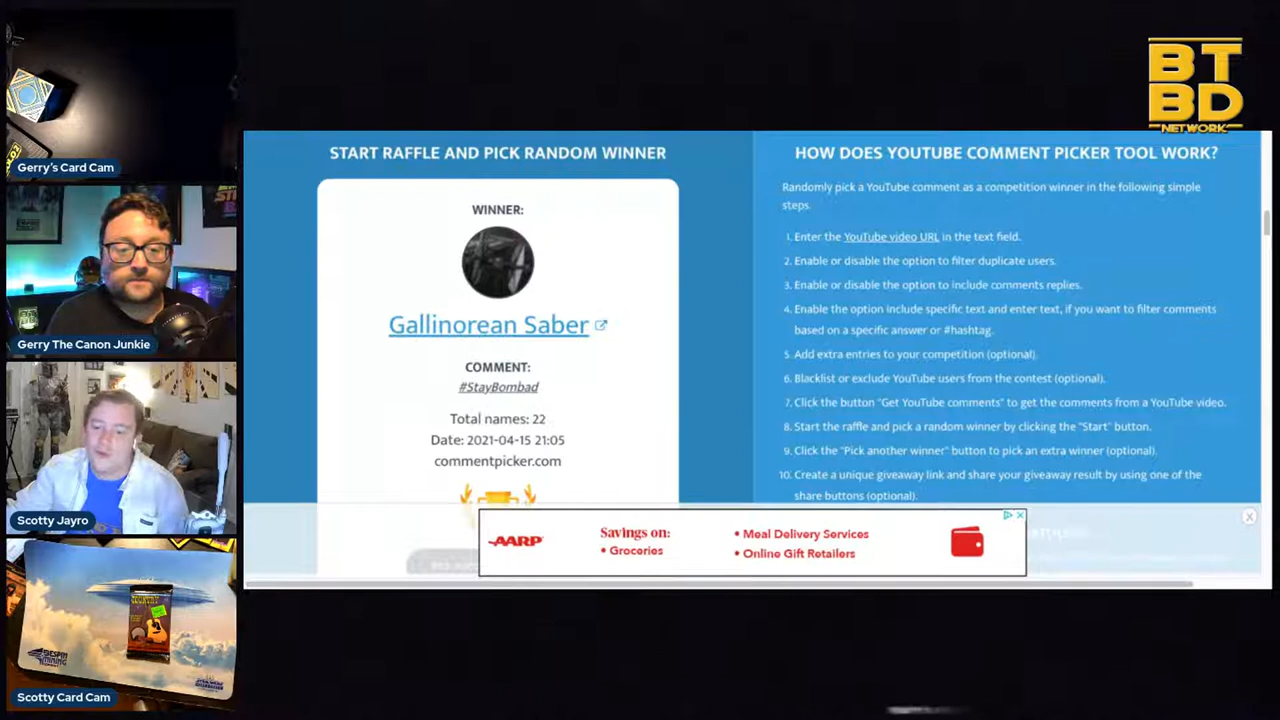 Gerry's Card Cam
Gerry The Canon Junkie
Scotty Jayro
COUNTRY
BESPIN
MINING
Scotty Card Cam
BT
BD
NETWORK
START RAFFLE AND PICK RANDOM WINNER
WINNER:
Gallinorean Saber
COMMENT:
#StayBombad
Total names: 22
Date: 2021-04-15 21:05
commentpicker.com
HOW DOES YOUTUBE COMMENT PICKER TOOL WORK?
Randomly pick a YouTube comment as a competition winner in the following simple
steps.
1. Enter the YouTube video URL in the text field.
2. Enable or disable the option to filter duplicate users.
3. Enable or disable the option to include comments replies.
4. Enable the option include specific text and enter text, if you want to filter comments
based on a specific answer or #hashtag.
5. Add extra entries to your competition (optional).
6. Blacklist or exclude YouTube users from the contest (optional).
7. Click the button "Get YouTube comments" to get the comments from a YouTube video.
8. Start the raffle and pick a random winner by clicking the "Start" button.
9. Click the "Pick another winner" button to pick an extra winner (optional).
10. Create a unique giveaway link and share your giveaway result by using one of the
share buttons (optional).
AARP
Savings on:
• Groceries
• Meal Delivery Services
• Online Gift Retailers